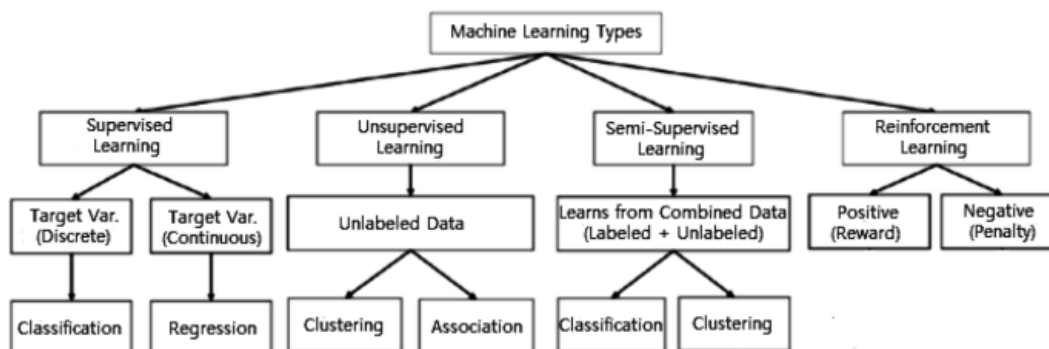 Machine Learning Types
Supervised
Learning
Unsupervised
Learning
Semi-Supervised
Learning
Reinforcement
Learning
Target Var.
(Discrete)
Target Var.
(Continuous)
Unlabeled Data
Learns from Combined Data
(Labeled + Unlabeled)
Positive
(Reward)
Negative
(Penalty)
Classification
Regression
Clustering
Association
Classification
Clustering